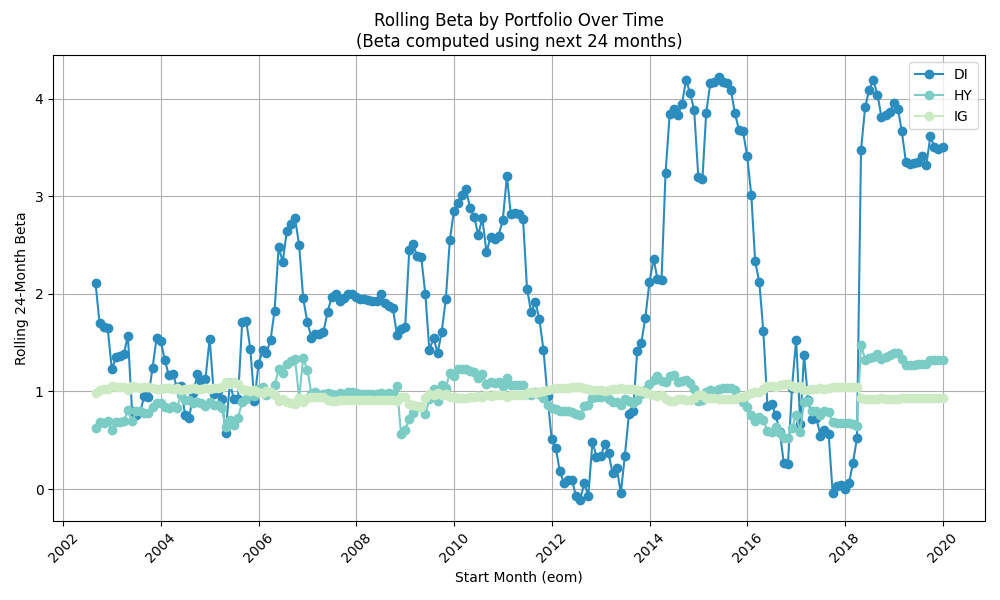 Rolling Beta by Portfolio Over Time
(Beta computed using next 24 months)
DI
HY
IG
Rolling 24-Month Beta
4
3
2
1
0
2002
2004
2006
2008
2010
2012
2014
2016
2018
2020
Start Month (eom)